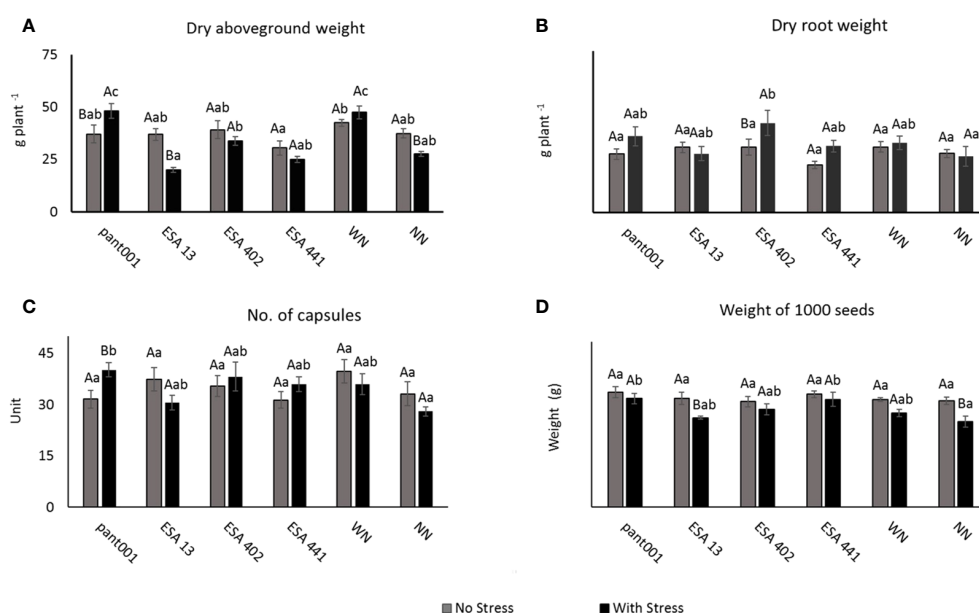 A
Dry aboveground weight
75
50
25
0
g plant -1
Bab Ac Aab Ba Aab Ab Aa Aab Ab Ac Aab Bab
pant001 ESA 13 ESA 402 ESA 441 WN NN
B
Dry root weight
g plant -1
Aa Aab Aa Aab Ba Ab Aa Aab Aa Aab Aa Aa
pant001 ESA 13 ESA 402 ESA 441 WN NN
C
No. of capsules
45
30
15
0
Unit
Aa Bb Aa Aab Aa Aab Aa Aab Aa Aab Aa Aa
pant001 ESA 13 ESA 402 ESA 441 WN NN
D
Weight of 1000 seeds
Weight (g)
Aa Ab Aa Bab Aa Aab Aa Ab Aa Aab Aa Ba
pant001 ESA 13 ESA 402 ESA 441 WN NN
No Stress With Stress